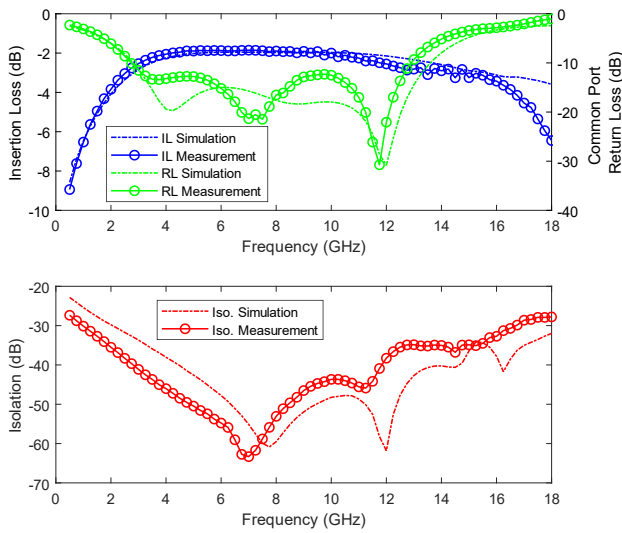 0
-2
-4
-6
-8
-10
Insertion Loss (dB)
0
-10
-20
-30
-40
Common Port
Return Loss (dB)
IL Simulation
IL Measurement
RL Simulation
RL Measurement
0 2 4 6 8 10 12 14 16 18
Frequency (GHz)
-20
-30
-40
-50
-60
-70
Isolation (dB)
Iso. Simulation
Iso. Measurement
0 2 4 6 8 10 12 14 16 18
Frequency (GHz)